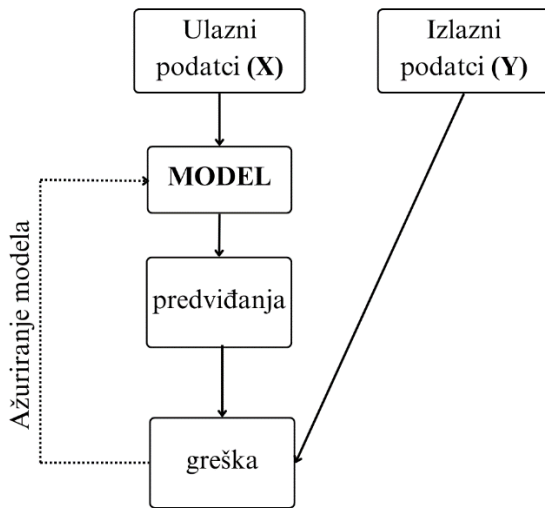 Ulazni
podatci (X)
Izlazni
podatci (Y)
MODEL
predviđanja
Ažuriranje modela
greška